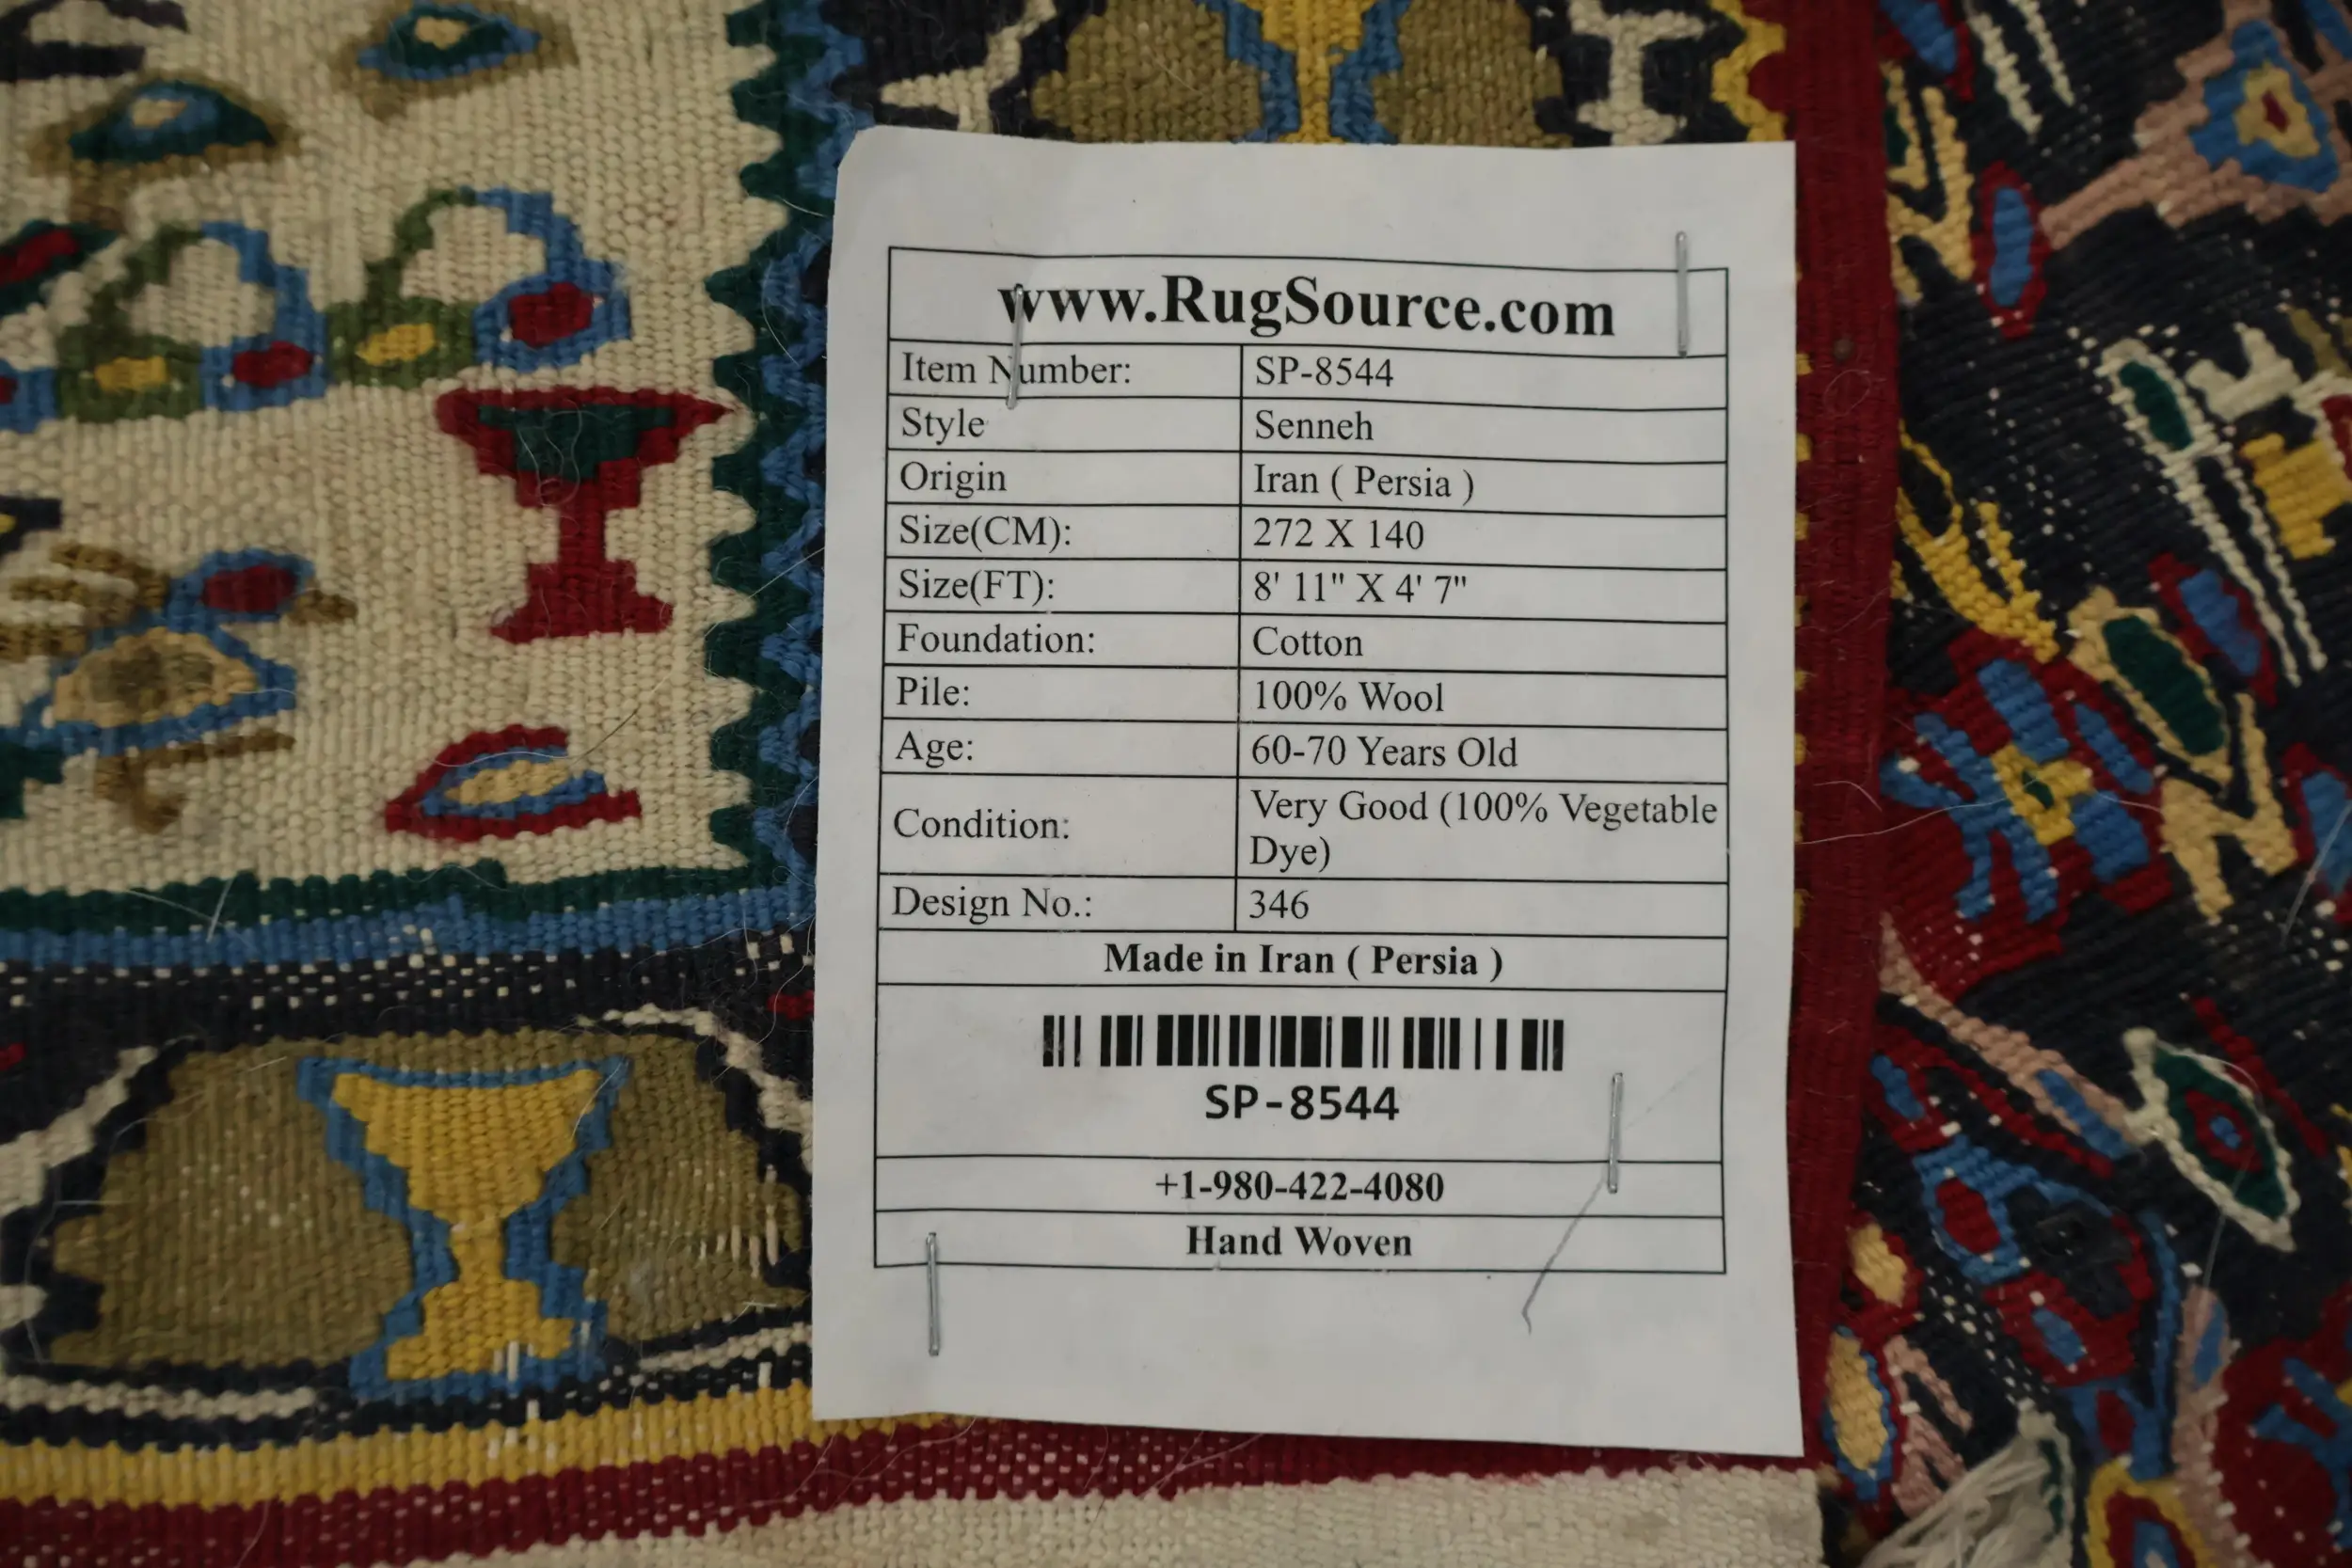 www.RugSource.com
Item Number: SP-8544
Style Senneh
Origin Iran ( Persia )
Size(CM): 272 X 140
Size(FT): 8' 11" X 4' 7"
Foundation: Cotton
Pile: 100% Wool
Age: 60-70 Years Old
Condition: Very Good (100% Vegetable
Dye)
Design No.: 346
Made in Iran ( Persia )
SP-8544
+1-980-422-4080
Hand Woven